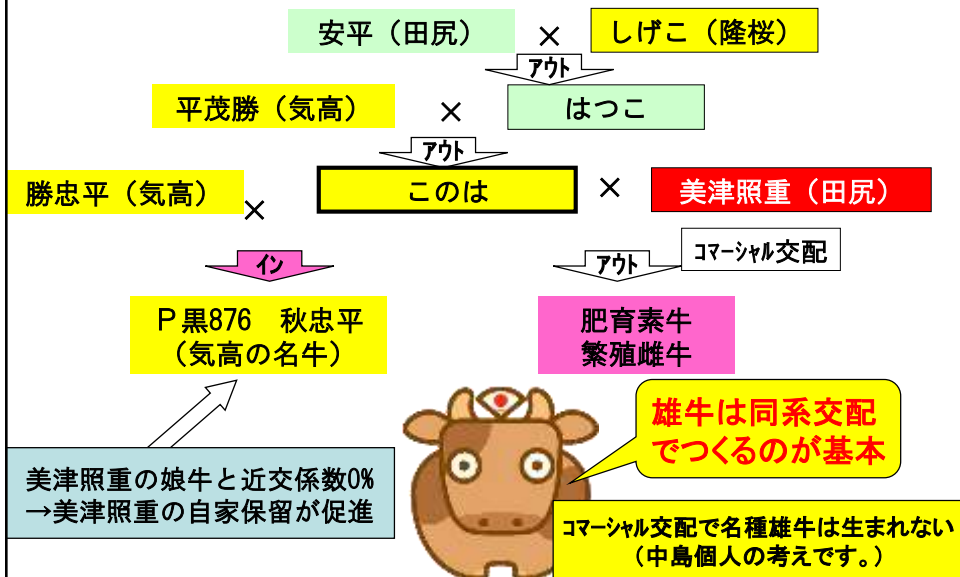 安平（田尻） × しげこ（隆桜）
アウト
平茂勝（気高） × はつこ
アウト
勝忠平（気高） × このは × 美津照重（田尻）
イン
アウト
コマーシャル交配
Ｐ黒876　秋忠平
（気高の名牛）
肥育素牛
繁殖雌牛
雄牛は同系交配
でつくるのが基本
美津照重の娘牛と近交係数0%
→美津照重の自家保留が促進
コマーシャル交配で名種雄牛は生まれない
（中島個人の考えです。）